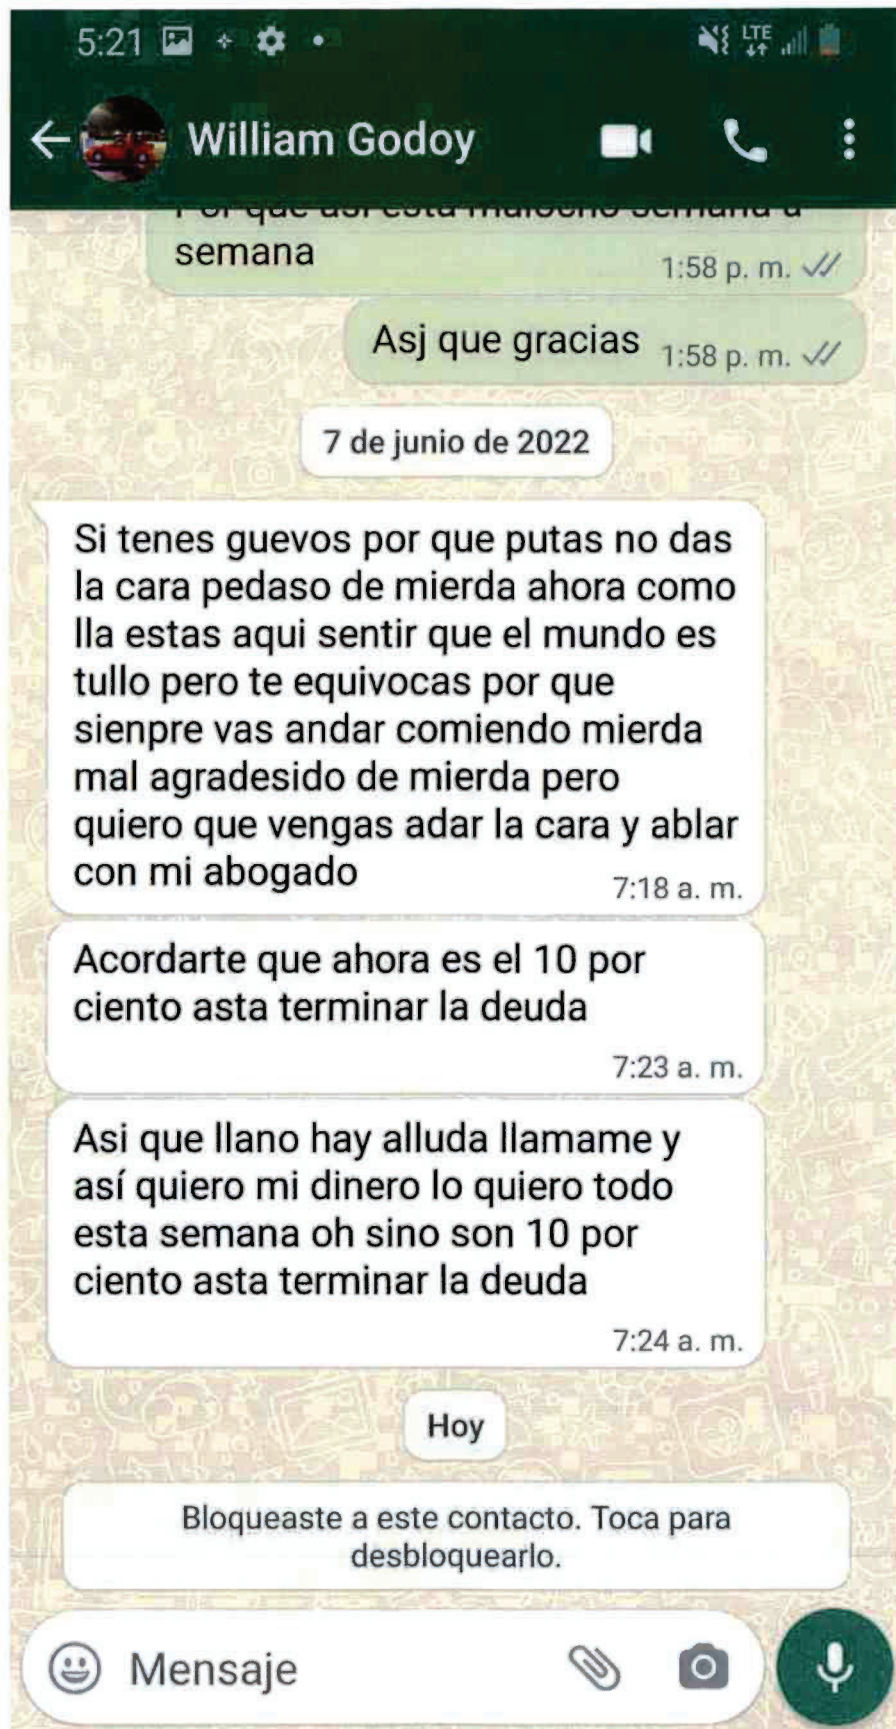 5:21
LTE
William Godoy
semana a
semana
1:58 p. m.
Asj que gracias 1:58 p. m.
7 de junio de 2022
Si tenes guevos por que putas no das
la cara pedaso de mierda ahora como
lla estas aqui sentir que el mundo es
tullo pero te equivocas por que
sienpre vas andar comiendo mierda
mal agradesido de mierda pero
quiero que vengas adar la cara y ablar
con mi abogado
7:18 a. m.
Acordarte que ahora es el 10 por
ciento asta terminar la deuda
7:23 a. m.
Asi que llano hay alluda llamame y
así quiero mi dinero lo quiero todo
esta semana oh sino son 10 por
ciento asta terminar la deuda
7:24 a. m.
Hoy
Bloqueaste a este contacto. Toca para
desbloquearlo.
Mensaje